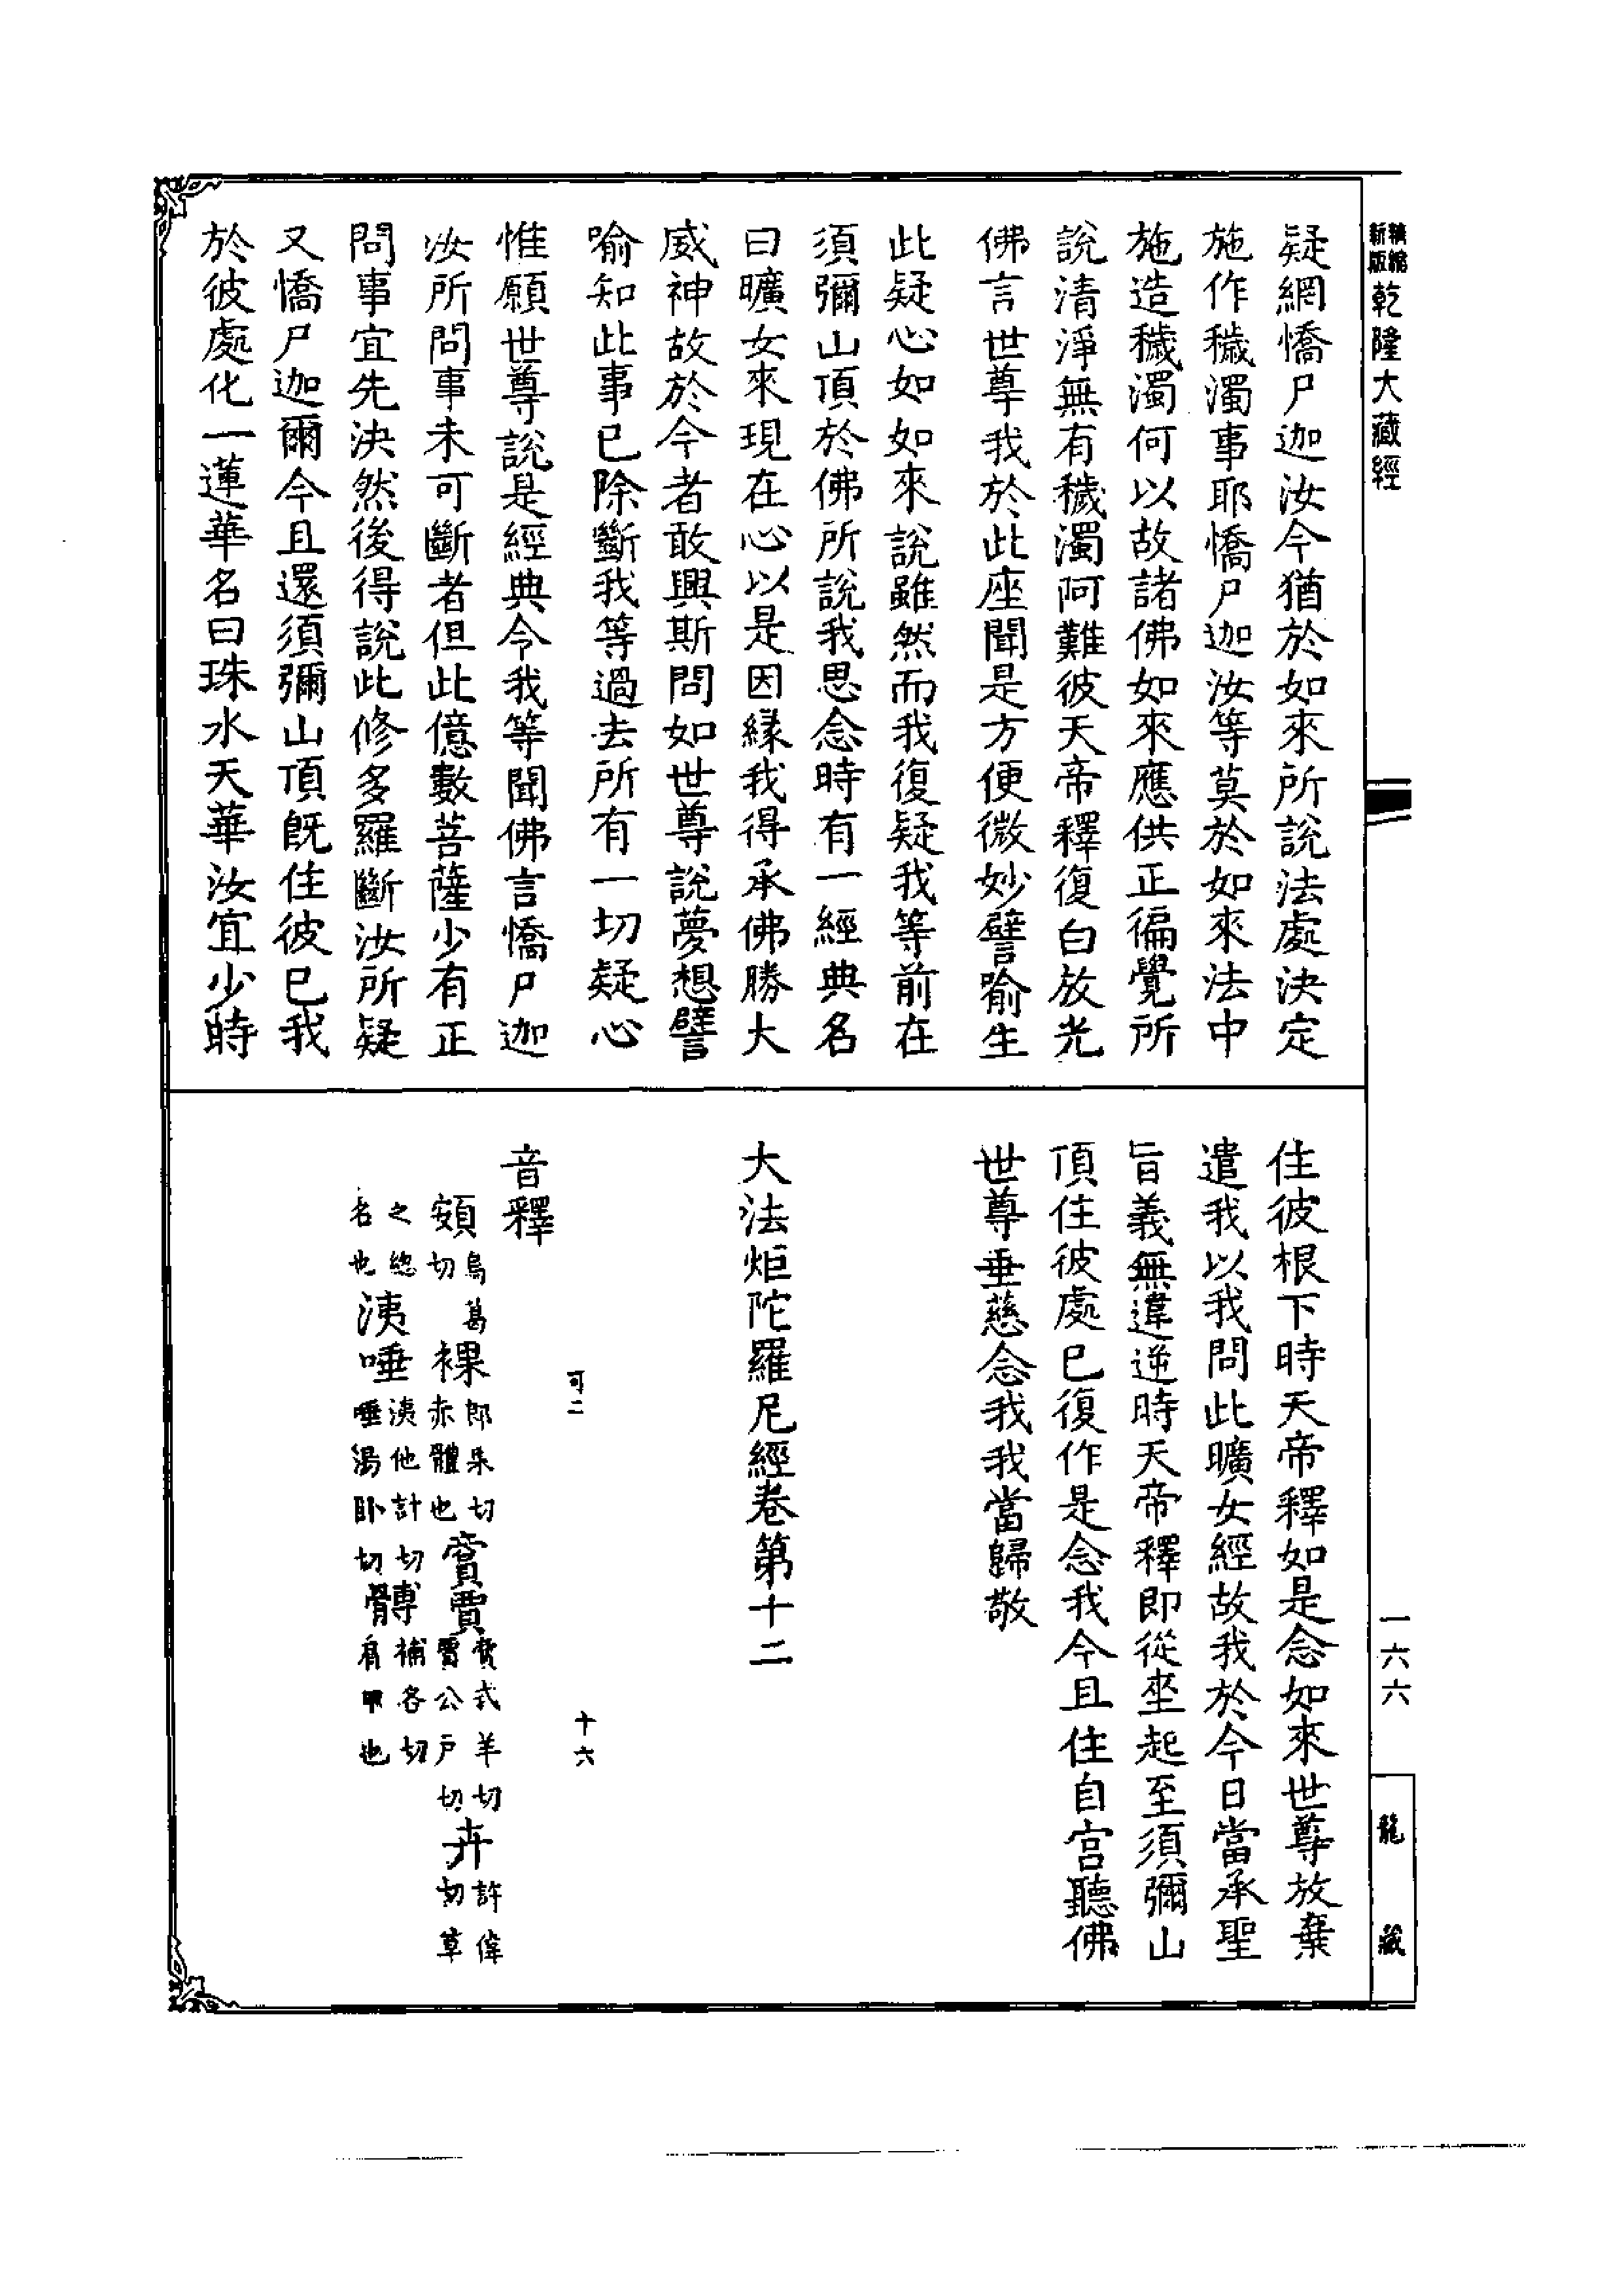 新版精縮乾隆大藏經
疑網憍尸迦汝今猶於如來所說法處決定
施作穢濁事耶憍尸迦汝等莫於如來法中
施造穢濁何以故諸佛如來應供正徧覺所
說清淨無有穢濁阿難彼天帝釋復白放光
佛言世尊我於此座聞是方便微妙譬喻生
此疑心如如來說雖然而我復疑我等前在
須彌山頂於佛所說我思念時有一經典名
曰曠女來現在心以是因緣我得承佛勝大
威神故於今者敢興斯問如世尊說夢想譬
喻知此事已除斷我等過去所有一切疑心
惟願世尊說是經典令我等聞佛言憍尸迦
汝所問事未可斷者但此億數菩薩少有正
問事宜先決然後得說此修多羅斷汝所疑
又憍尸迦爾今且還須彌山頂既住彼已我
於彼處化一蓮華名曰珠水天華汝宜少時
住彼根下時天帝釋如是念如來世尊放棄
遣我以我問此曠女經故我於今日當承聖
旨義無違逆時天帝釋即從坐起至須彌山
頂住彼處已復作是念我今且住自宮聽佛
世尊垂慈念我我當歸敬
大法炬陀羅尼經卷第十二
可二 十六
音釋
頞烏葛切 裸郎果切赤體也 賞賈賞式羊切賈公戶切 卉許偉切草
之總名也 洟唾洟他計切唾湯臥切 髆補各切肩甲也
一六六
龍藏